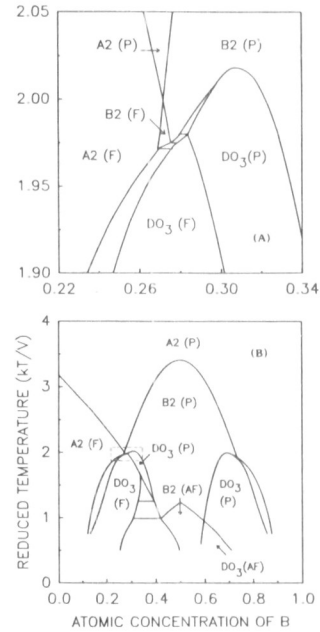 2.05
A2 (P)
B2 (P)
2.00
B2 (F)
A2 (F)
DO3(P)
1.95
DO3 (F)
(A)
1.90
0.22
0.26
0.30
0.34
4
A2 (P)
(B)
3
B2 (P)
A2 (F)
2
DO3 (P)
DO3
(F)
B2 (AF)
DO3
(P)
1
DO3(AF)
0
0.0
0.2
0.4
0.6
0.8
1.0
REDUCED TEMPERATURE (kT/V)
ATOMIC CONCENTRATION OF B